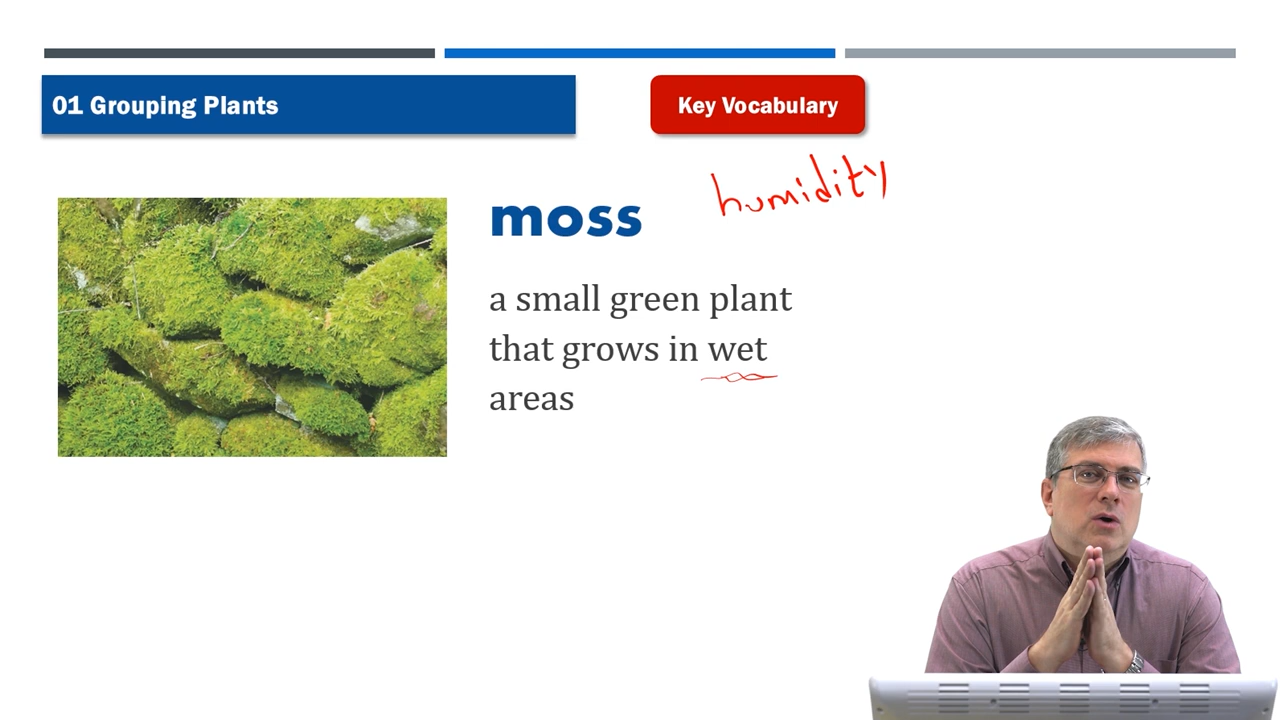 01 Grouping Plants
Key Vocabulary
humidity
moss
a small green plant
that grows in wet
areas